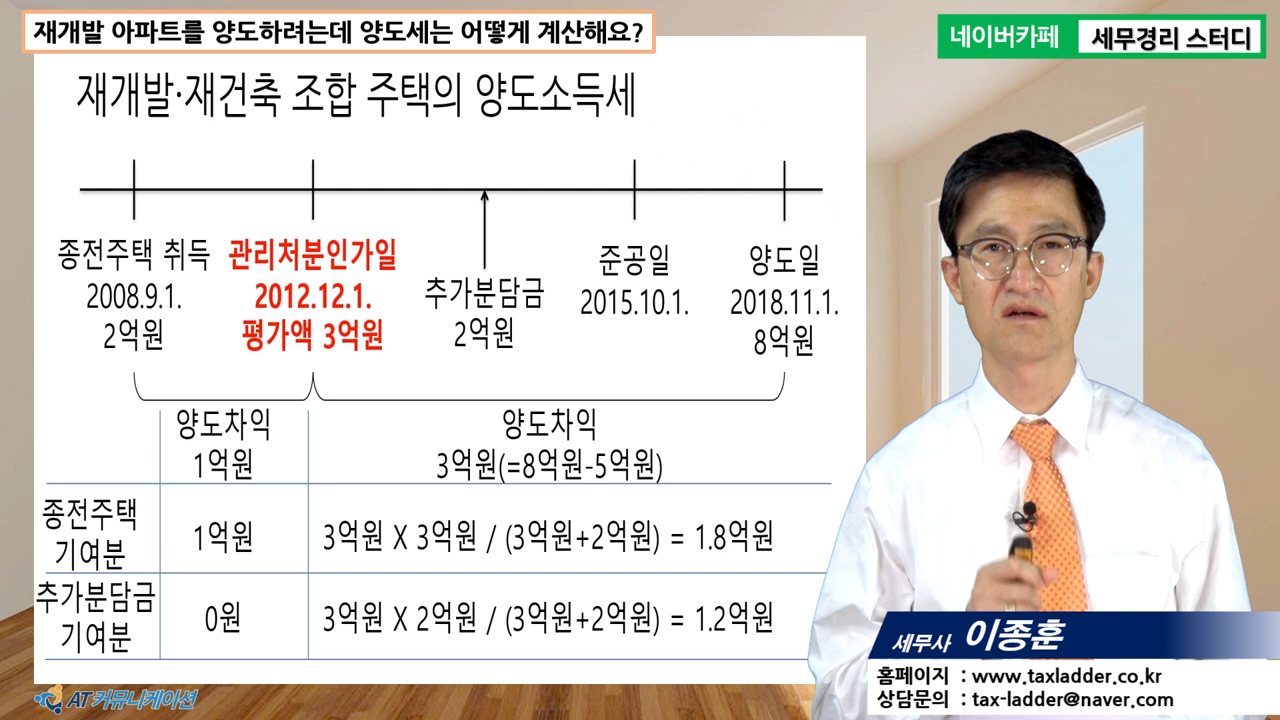 재개발 아파트를 양도하려는데 양도세는 어떻게 계산해요?
네이버카페 세무경리 스터디
재개발·재건축 조합 주택의 양도소득세
종전주택 취득
2008.9.1.
2억원
관리처분인가일
2012.12.1.
평가액 3억원
추가분담금
2억원
준공일
2015.10.1.
양도일
2018.11.1.
8억원
양도차익
1억원
양도차익
3억원(=8억원-5억원)
종전주택
기여분
1억원
3억원 X 3억원 / (3억원+2억원) = 1.8억원
추가분담금
기여분
0원
3억원 X 2억원 / (3억원+2억원) = 1.2억원
세무사 이종훈
홈페이지 : www.taxladder.co.kr
상담문의 : tax-ladder@naver.com
AT커뮤니케이션